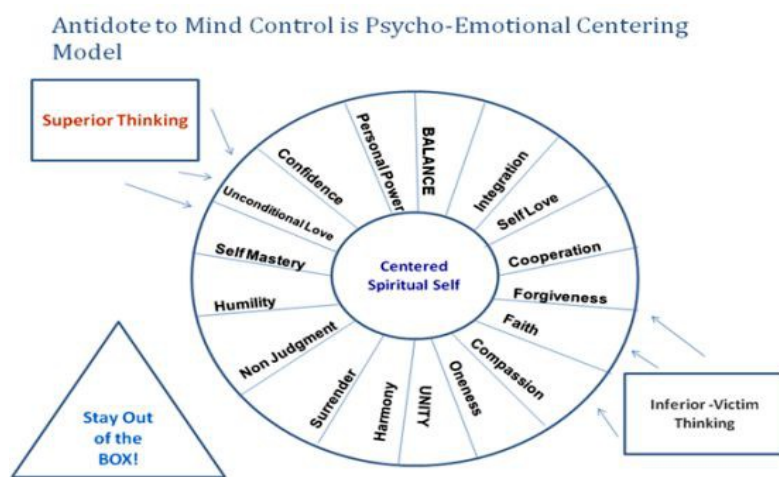 Antidote to Mind Control is Psycho-Emotional Centering
Model
Superior Thinking
Personal Power
BALANCE
Integration
Self Love
Cooperation
Forgiveness
Faith
Compassion
Oneness
UNITY
Harmony
Surrender
Non Judgment
Humility
Self Mastery
Unconditional Love
Confidence
Centered
Spiritual Self
Stay Out
of the
BOX!
Inferior -Victim
Thinking